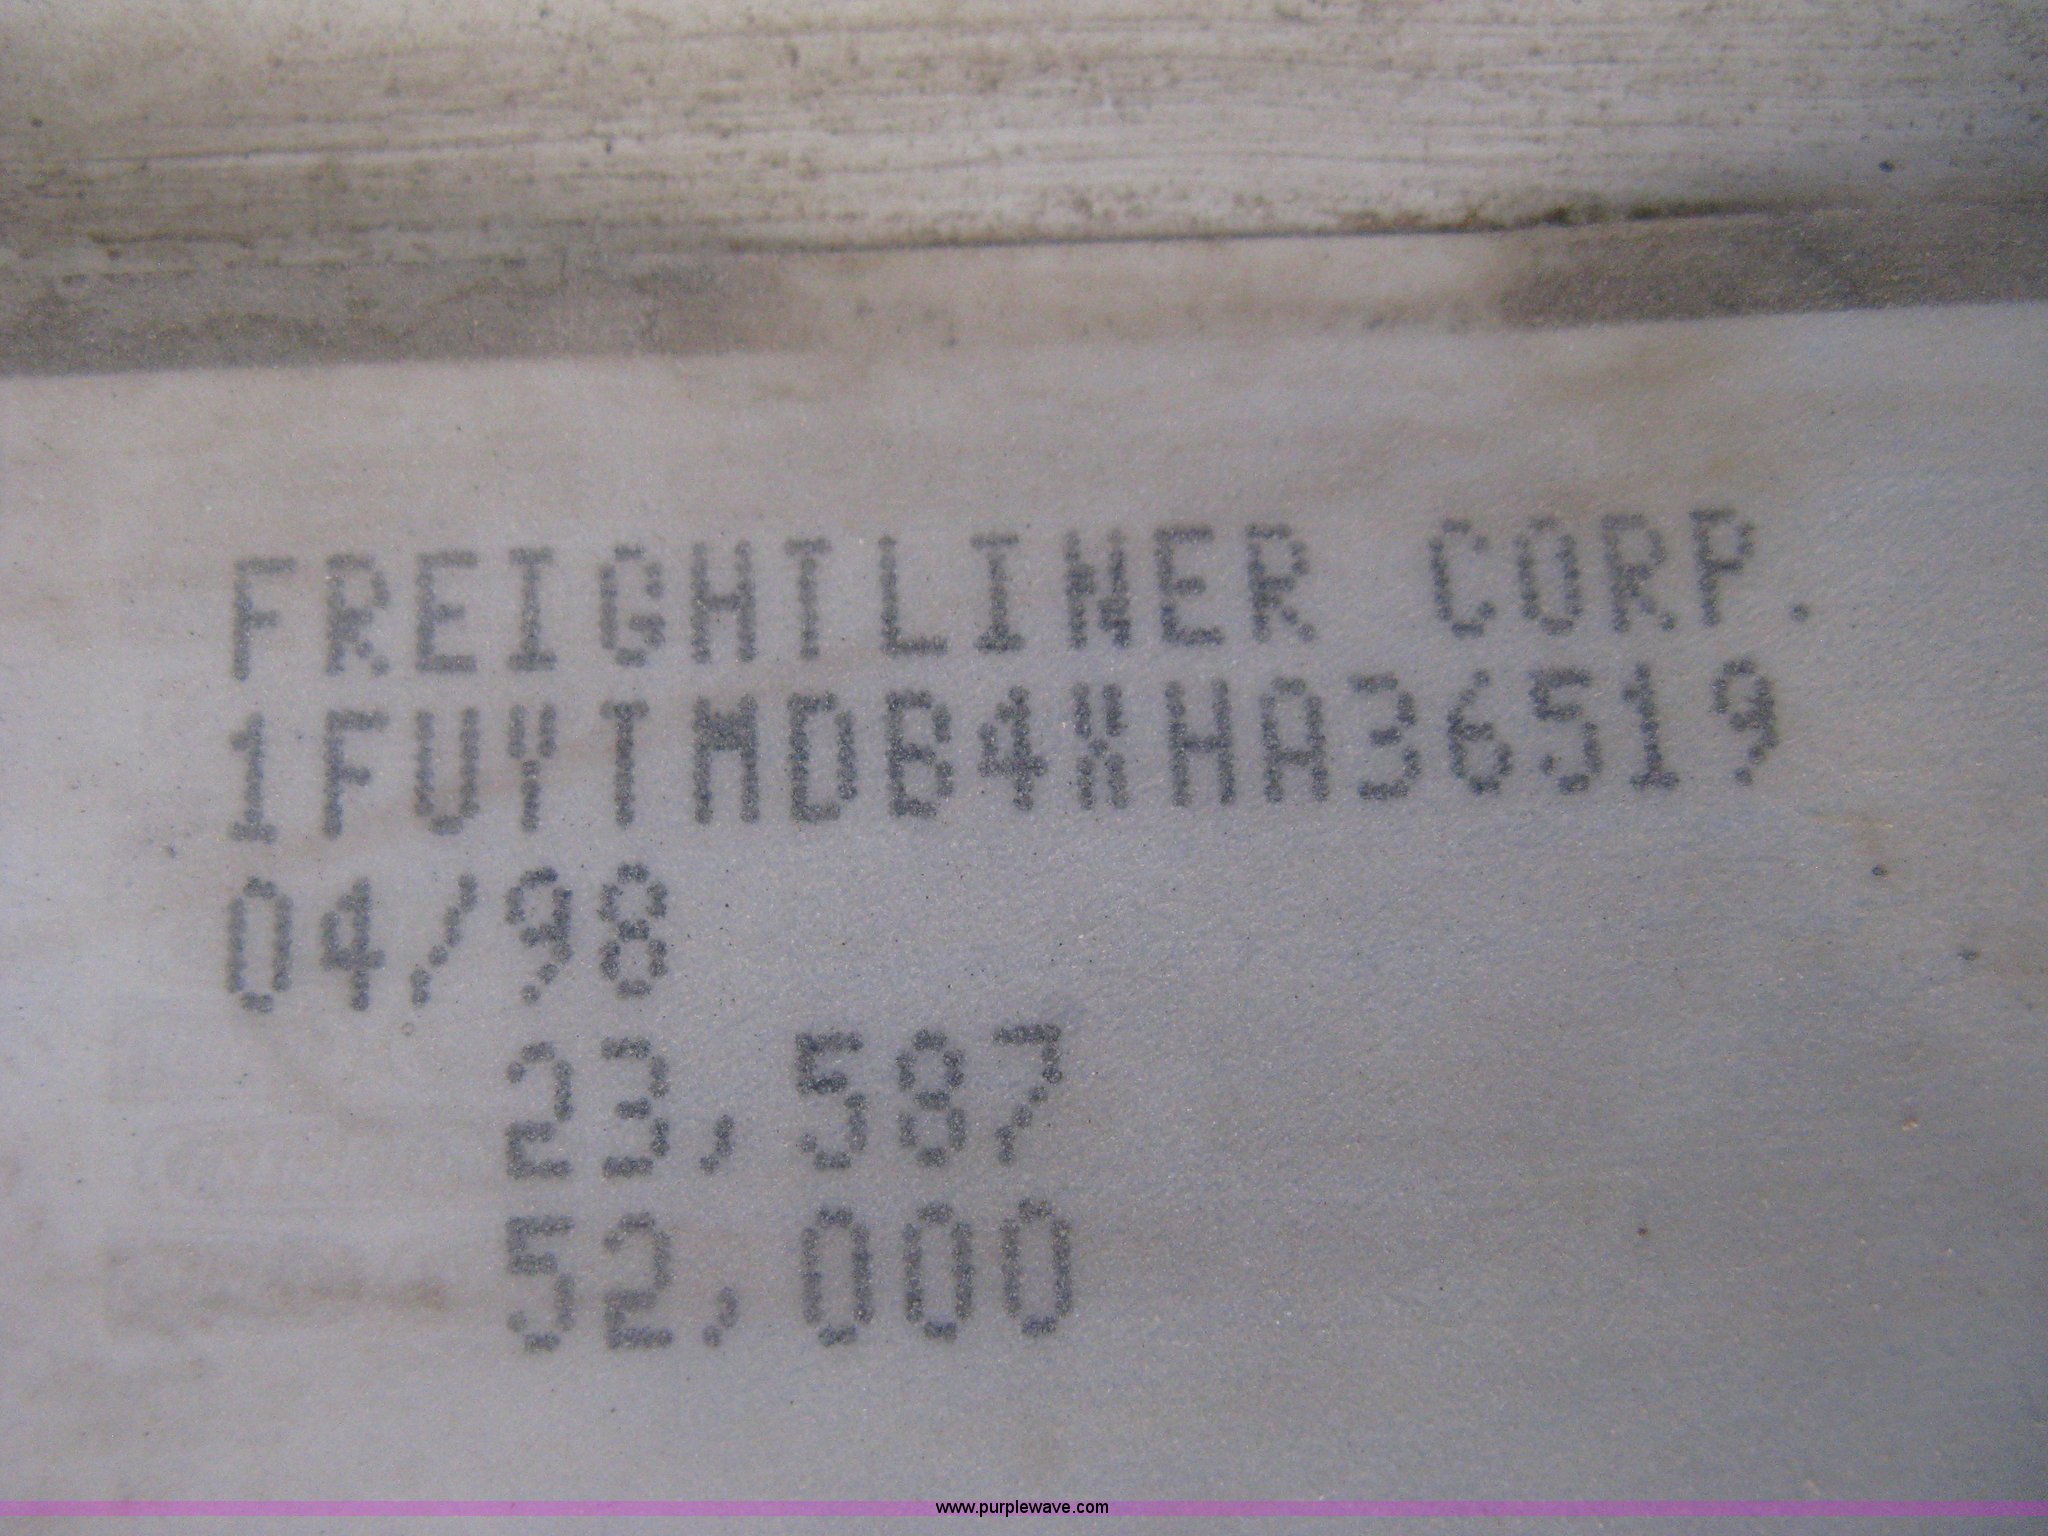 FREIGHTLINER CORP.
1FUYTMDB4XHA36519
04/98
23,587
52,000
www.purplewave.com